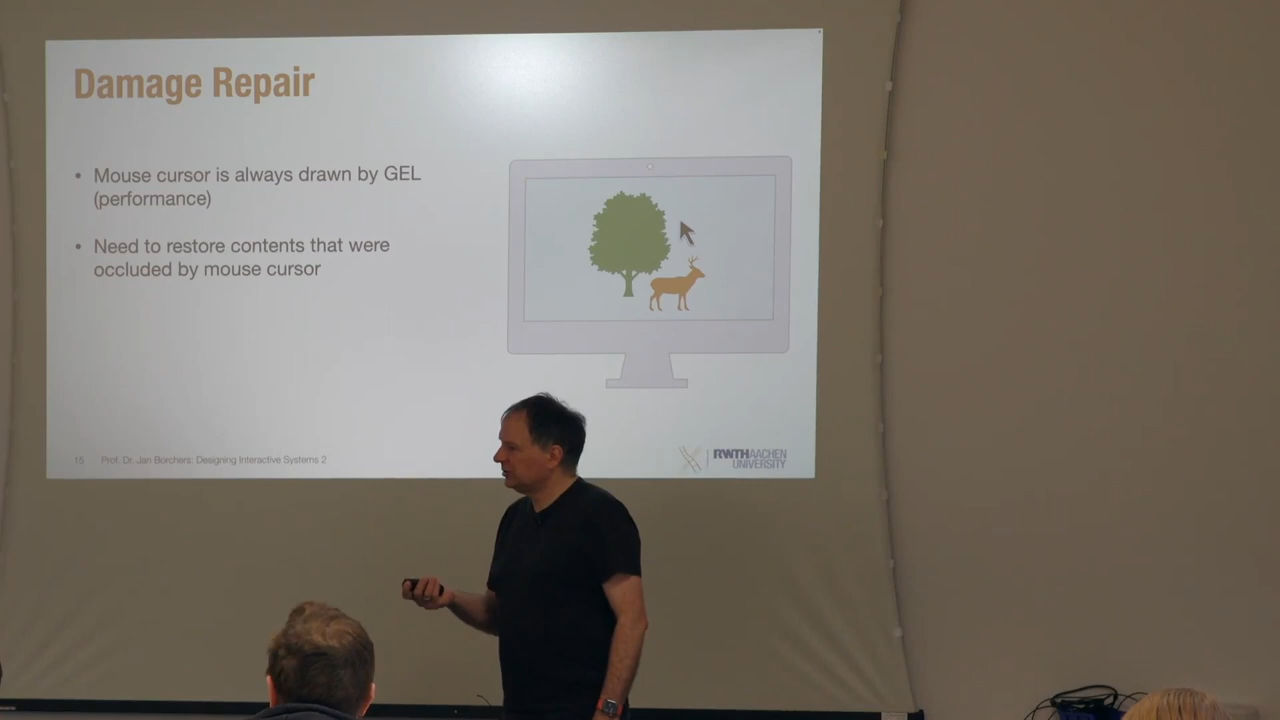 Damage Repair
• Mouse cursor is always drawn by GEL
(performance)
• Need to restore contents that were
occluded by mouse cursor
15 Prof. Dr. Jan Borchers: Designing Interactive Systems 2
RWTHAACHEN
UNIVERSITY